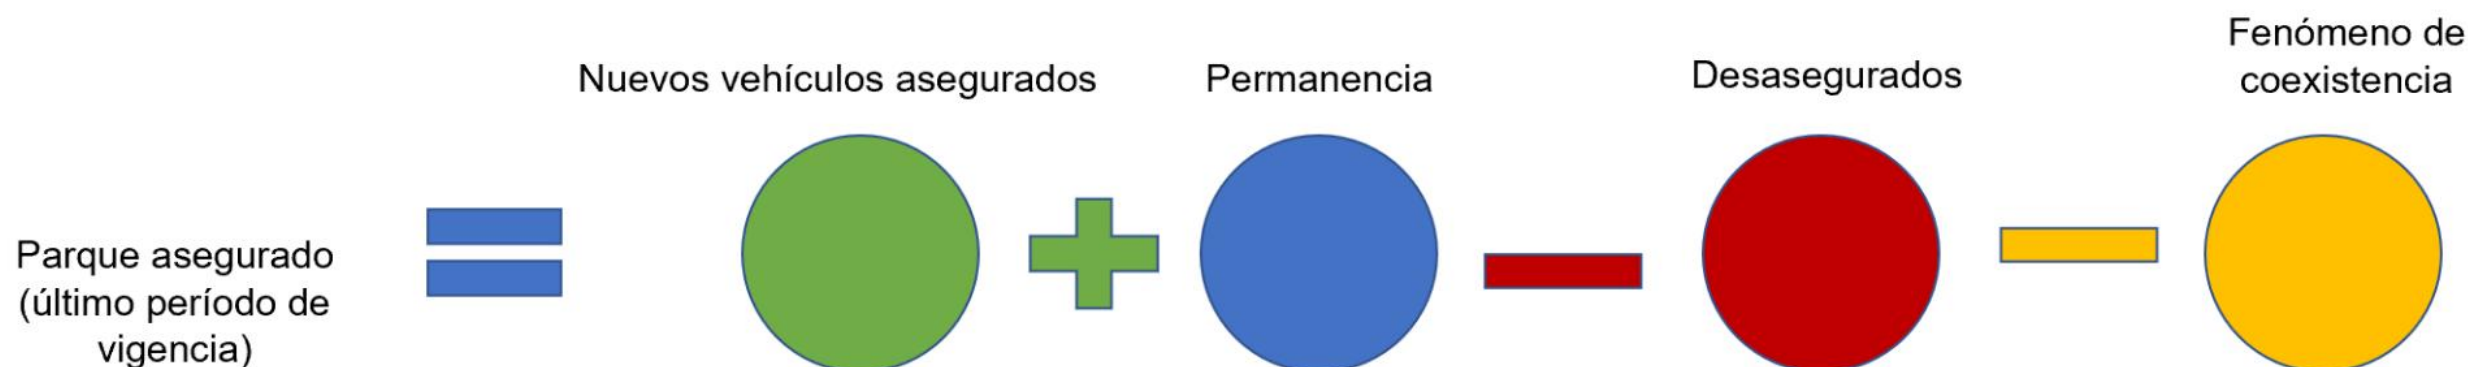 Parque asegurado
(último período de
vigencia)
Nuevos vehículos asegurados
Permanencia
Desasegurados
Fenómeno de
coexistencia